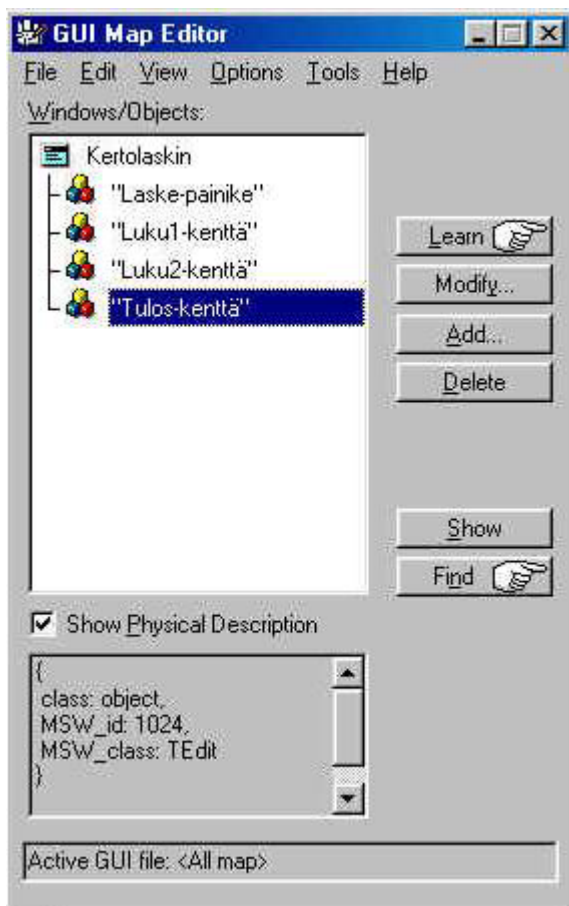 GUI Map Editor
File Edit View Options Tools Help
Windows/Objects:
Kertolaskin
"Laske-painike"
"Luku1-kenttä"
"Luku2-kenttä"
"Tulos-kenttä"
Learn
Modify...
Add...
Delete
Show
Find
Show Physical Description
{
class: object,
MSW_id: 1024,
MSW_class: TEdit
}
Active GUI file: <All map>